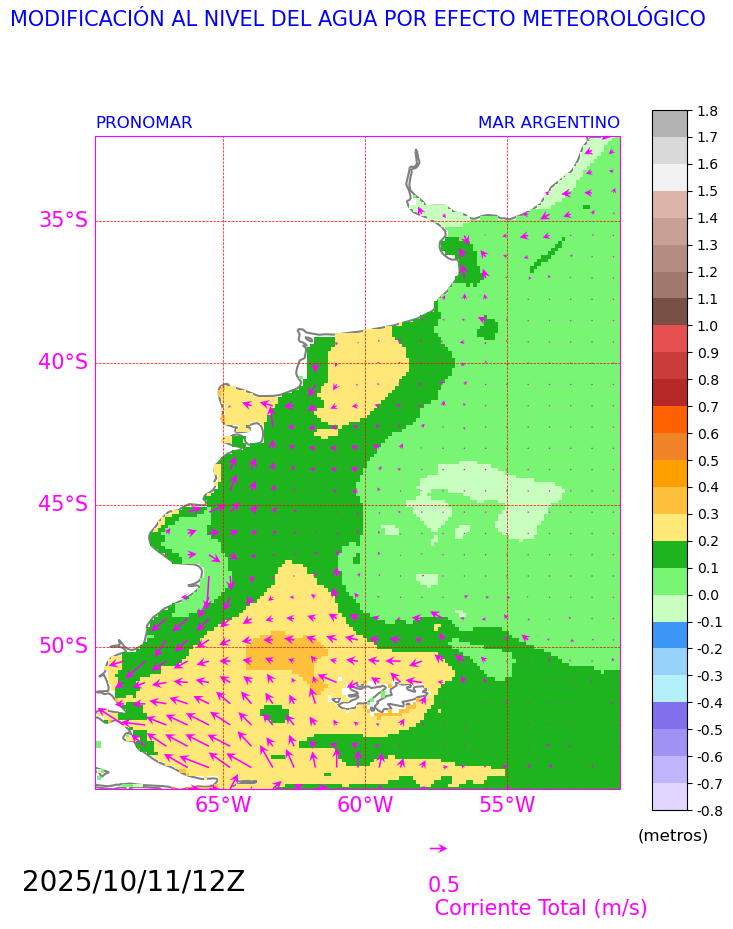 MODIFICACIÓN AL NIVEL DEL AGUA POR EFECTO METEOROLÓGICO
PRONOMAR
MAR ARGENTINO
35°S
40°S
45°S
50°S
65°W
60°W
55°W
1.8
1.7
1.6
1.5
1.4
1.3
1.2
1.1
1.0
0.9
0.8
0.7
0.6
0.5
0.4
0.3
0.2
0.1
0.0
-0.1
-0.2
-0.3
-0.4
-0.5
-0.6
-0.7
-0.8
(metros)
2025/10/11/12Z
0.5
Corriente Total (m/s)